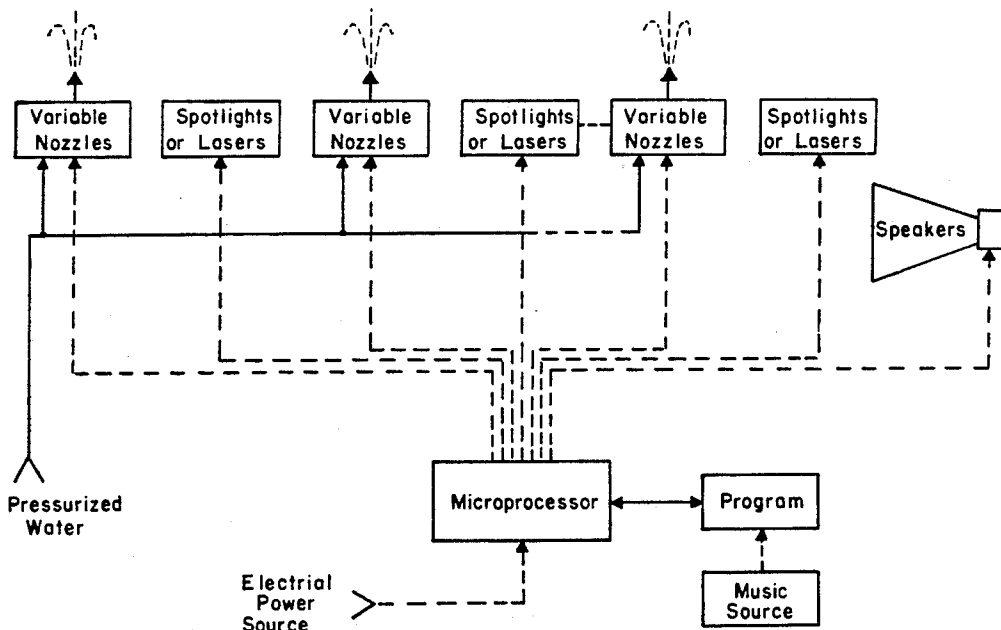 Variable
Nozzles
Spotlights
or Lasers
Variable
Nozzles
Spotlights
or Lasers
Variable
Nozzles
Spotlights
or Lasers
Speakers
Pressurized
Water
Microprocessor
Program
Electrial
Power
Source
Music
Source